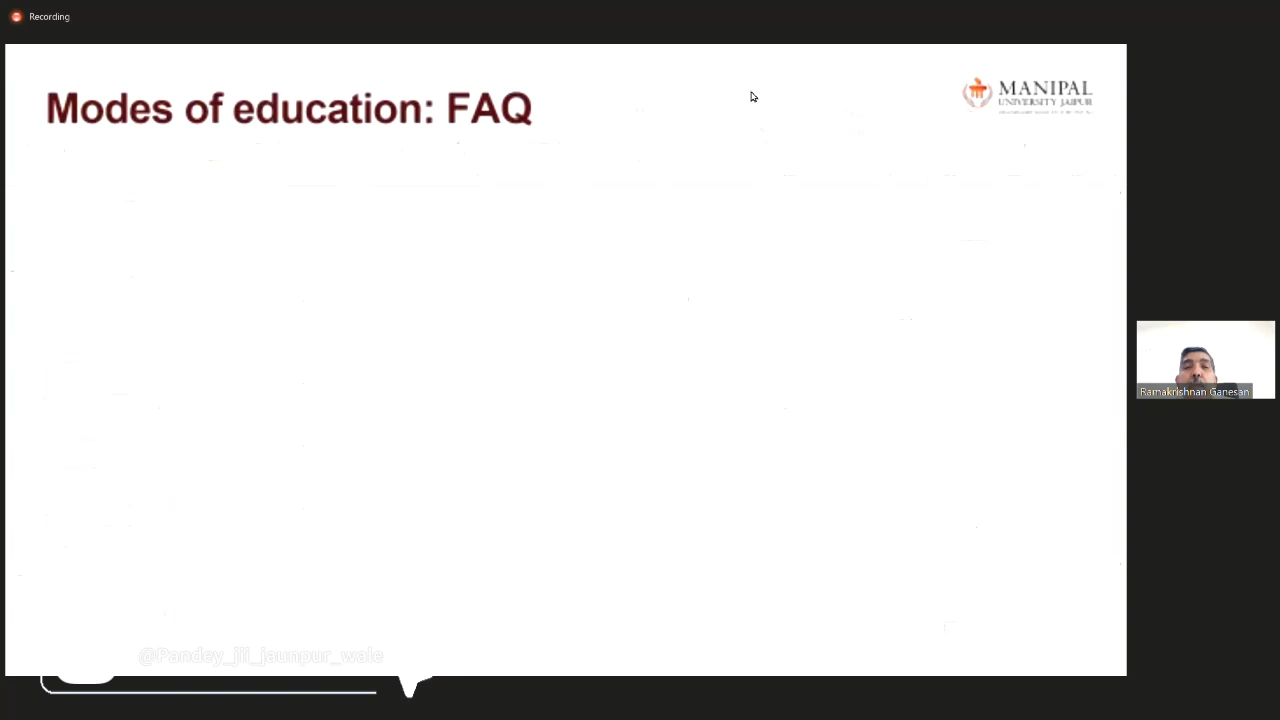 Recording
Modes of education: FAQ
MANIPAL
UNIVERSITY JAIPUR
Ramakrishnan Ganesan
@Pandey_jii_jaunpur_wale